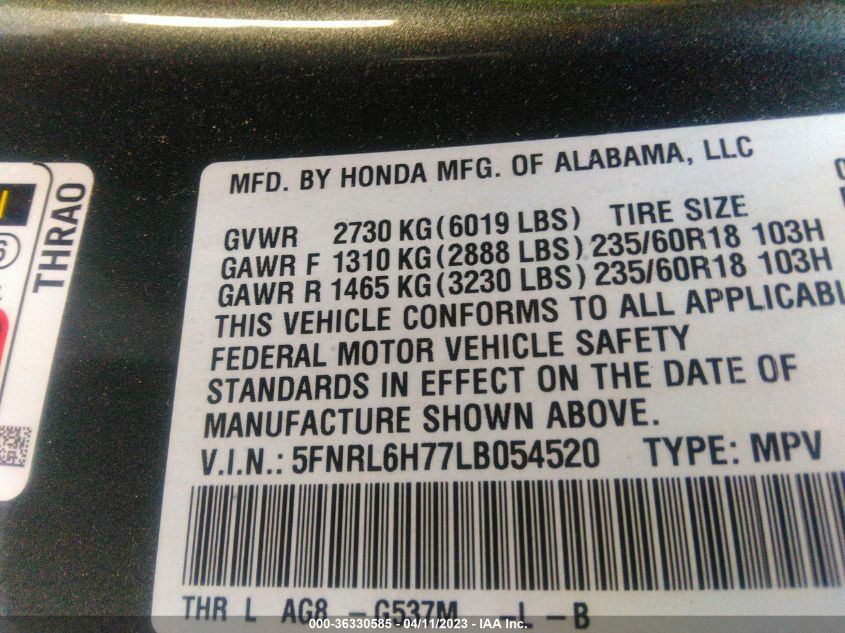 THRAO
MFD. BY HONDA MFG. OF ALABAMA, LLC
GVWR 2730 KG (6019 LBS) TIRE SIZE
GAWR F 1310 KG (2888 LBS) 235/60R18 103H
GAWR R 1465 KG (3230 LBS) 235/60R18 103H
THIS VEHICLE CONFORMS TO ALL APPLICABL
FEDERAL MOTOR VEHICLE SAFETY
STANDARDS IN EFFECT ON THE DATE OF
MANUFACTURE SHOWN ABOVE.
V.I.N.: 5FNRL6H77LB054520 TYPE: MPV
THR L AG8 -G537M -L-B
000-36330585 - 04/11/2023 - IAA Inc.